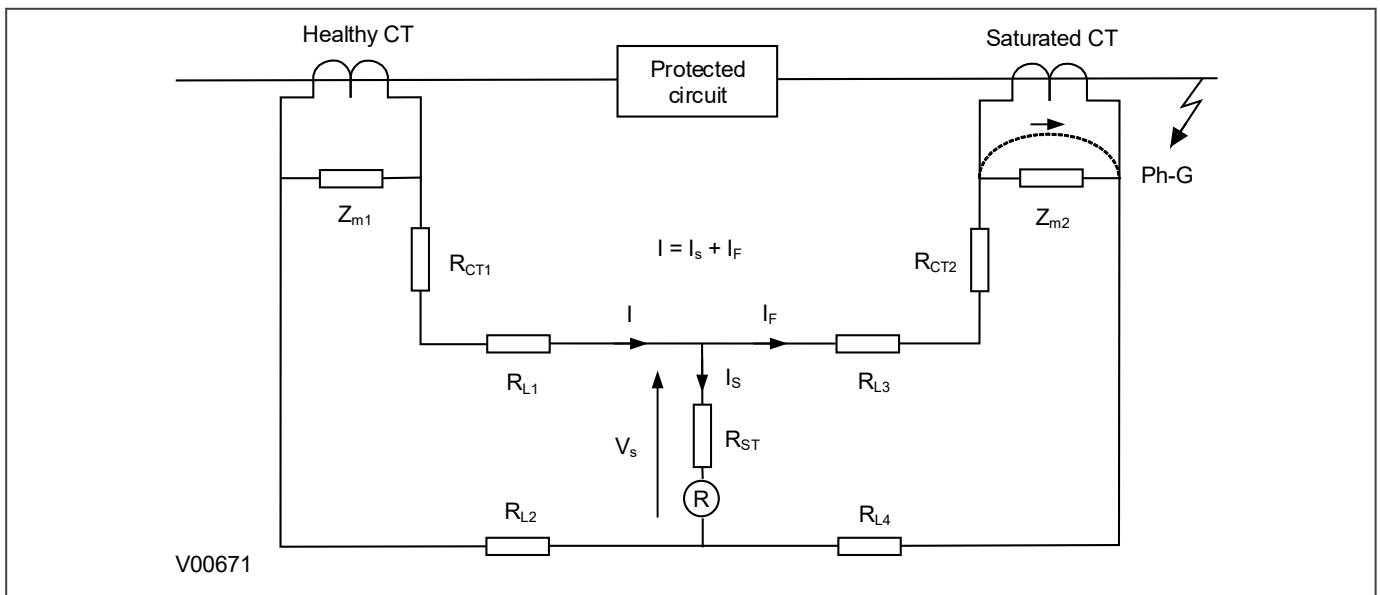 Healthy CT
Saturated CT
Protected
circuit
Ph-G
Zm1
Zm2
RCT1
I = Is + IF
RCT2
I
IF
RL1
IS
RL3
Vs
RST
R
RL2
RL4
V00671